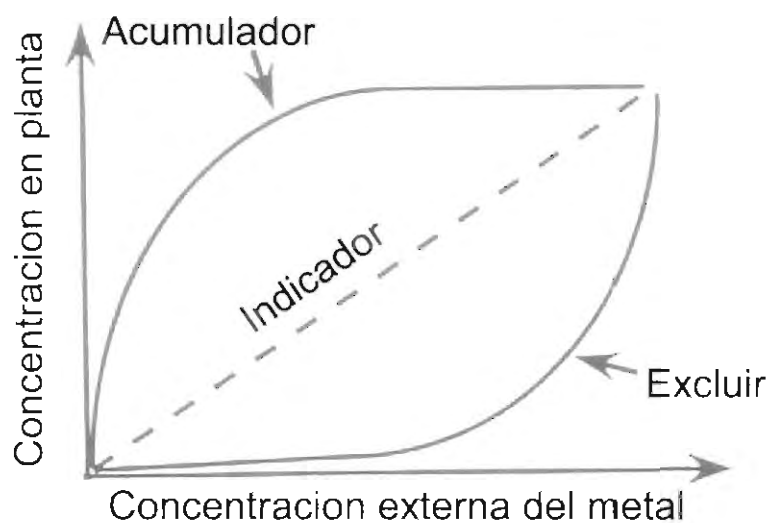 Acumulador
Concentracion en planta
Indicador
Excluir
Concentracion externa del metal